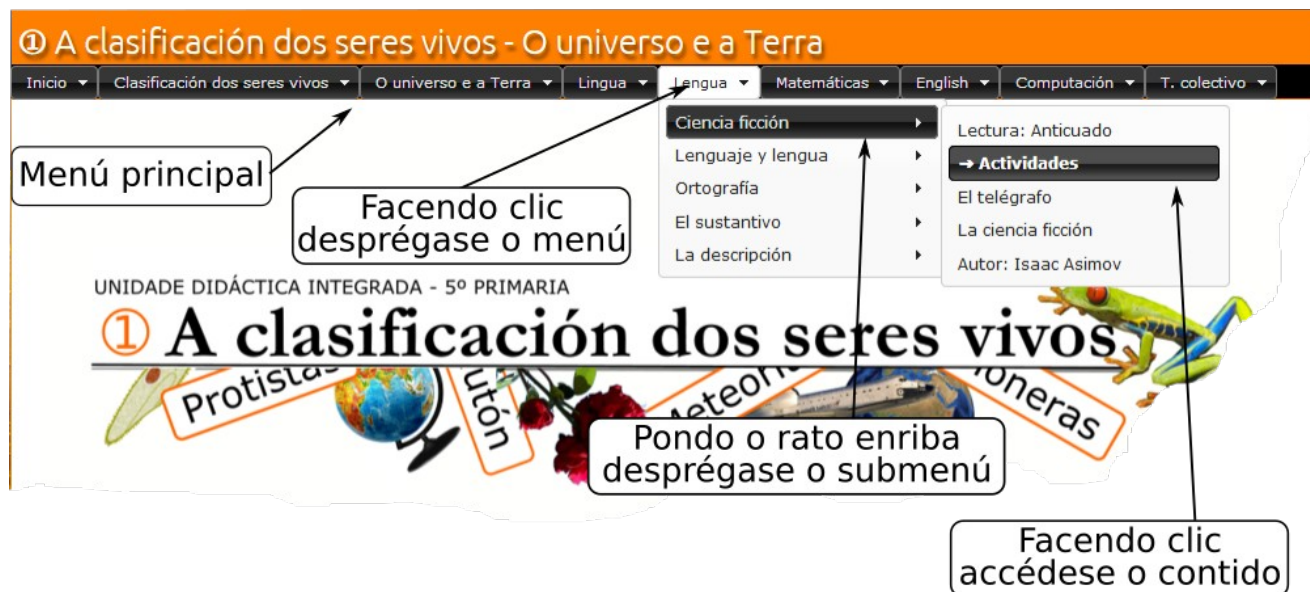 ① A clasificación dos seres vivos - O universo e a Terra
Inicio Clasificación dos seres vivos O universo e a Terra Lingua Lengua Matemáticas English Computación T. colectivo
Ciencia ficción
Lenguaje y lengua
Ortografía
El sustantivo
La descripción
Lectura: Anticuado
→ Actividades
El telégrafo
La ciencia ficción
Autor: Isaac Asimov
Menú principal
Facendo clic
desprégase o menú
UNIDADE DIDÁCTICA INTEGRADA - 5º PRIMARIA
① A clasificación dos seres vivos
Protistas
Pondo o rato enriba
desprégase o submenú
Facendo clic
accédese o contido